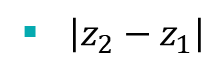 ▪ |z₂ − z₁|